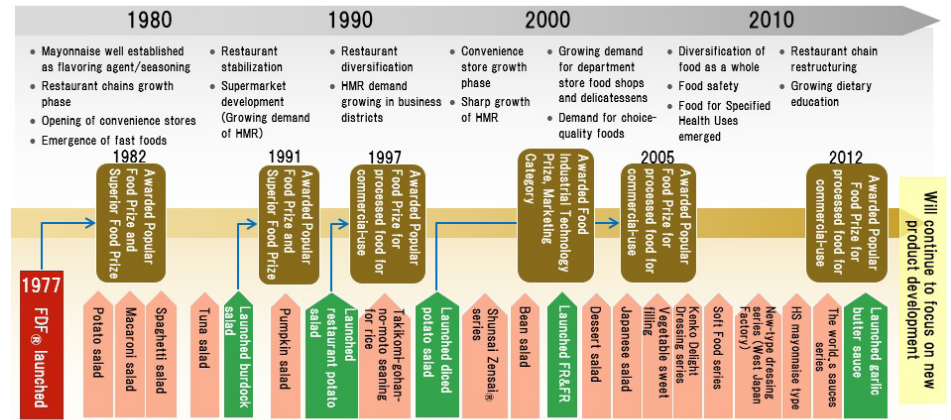 1980
1990
2000
2010
• Mayonnaise well established
as flavoring agent/seasoning
• Restaurant chains growth
phase
• Opening of convenience stores
• Emergence of fast foods
• Restaurant
stabilization
• Supermarket
development
(Growing demand
of HMR)
• Restaurant
diversification
• HMR demand
growing in business
districts
• Convenience
store growth
phase
• Sharp growth
of HMR
• Growing demand
for department
store food shops
and delicatessens
• Demand for choice-
quality foods
• Diversification of
food as a whole
• Food safety
• Food for Specified
Health Uses
emerged
• Restaurant chain
restructuring
• Growing dietary
education
1982
Awarded Popular
Food Prize and
Superior Food Prize
1991
Awarded Popular
Food Prize and
Superior Food Prize
1997
Awarded Popular
Food Prize for
processed food for
commercial-use
Awarded Food
Industrial Technology
Prize, Marketing
Category
2005
Awarded Popular
Food Prize for
processed food for
commercial-use
2012
Awarded Popular
Food Prize for
processed food for
commercial-use
Will continue to focus on new
product development
1977
FDF® launched
Potato salad
Macaroni salad
Spaghetti salad
Tuna salad
Launched burdock
salad
Pumpkin salad
Launched
restaurant potato
salad
Takikomi-gohan-
no-moto seaning
for rice
Launched diced
potato salad
Shunsai Zensai®
series
Bean salad
Launched FR&FR
Dessert salad
Japanese salad
Vegetable sweet
filling
Kenko Delight
Dressing series
Soft Food series
New-type dressing
series (West Japan
Factory)
HS mayonnaise type
The world, s sauces
series
Launched garlic
butter sauce